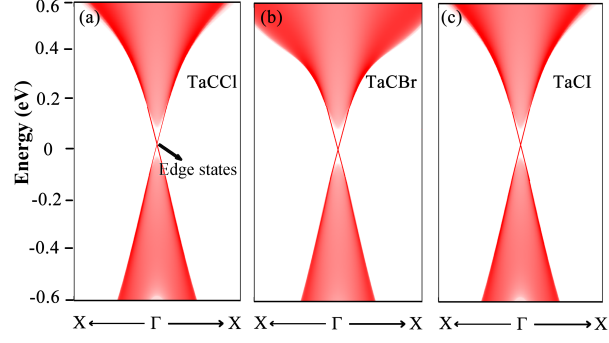 (a)
(b)
(c)
TaCCl
TaCBr
TaCI
Edge states
Energy (eV)
0.6
0.4
0.2
0
-0.2
-0.4
-0.6
X Γ X
X Γ X
X Γ X